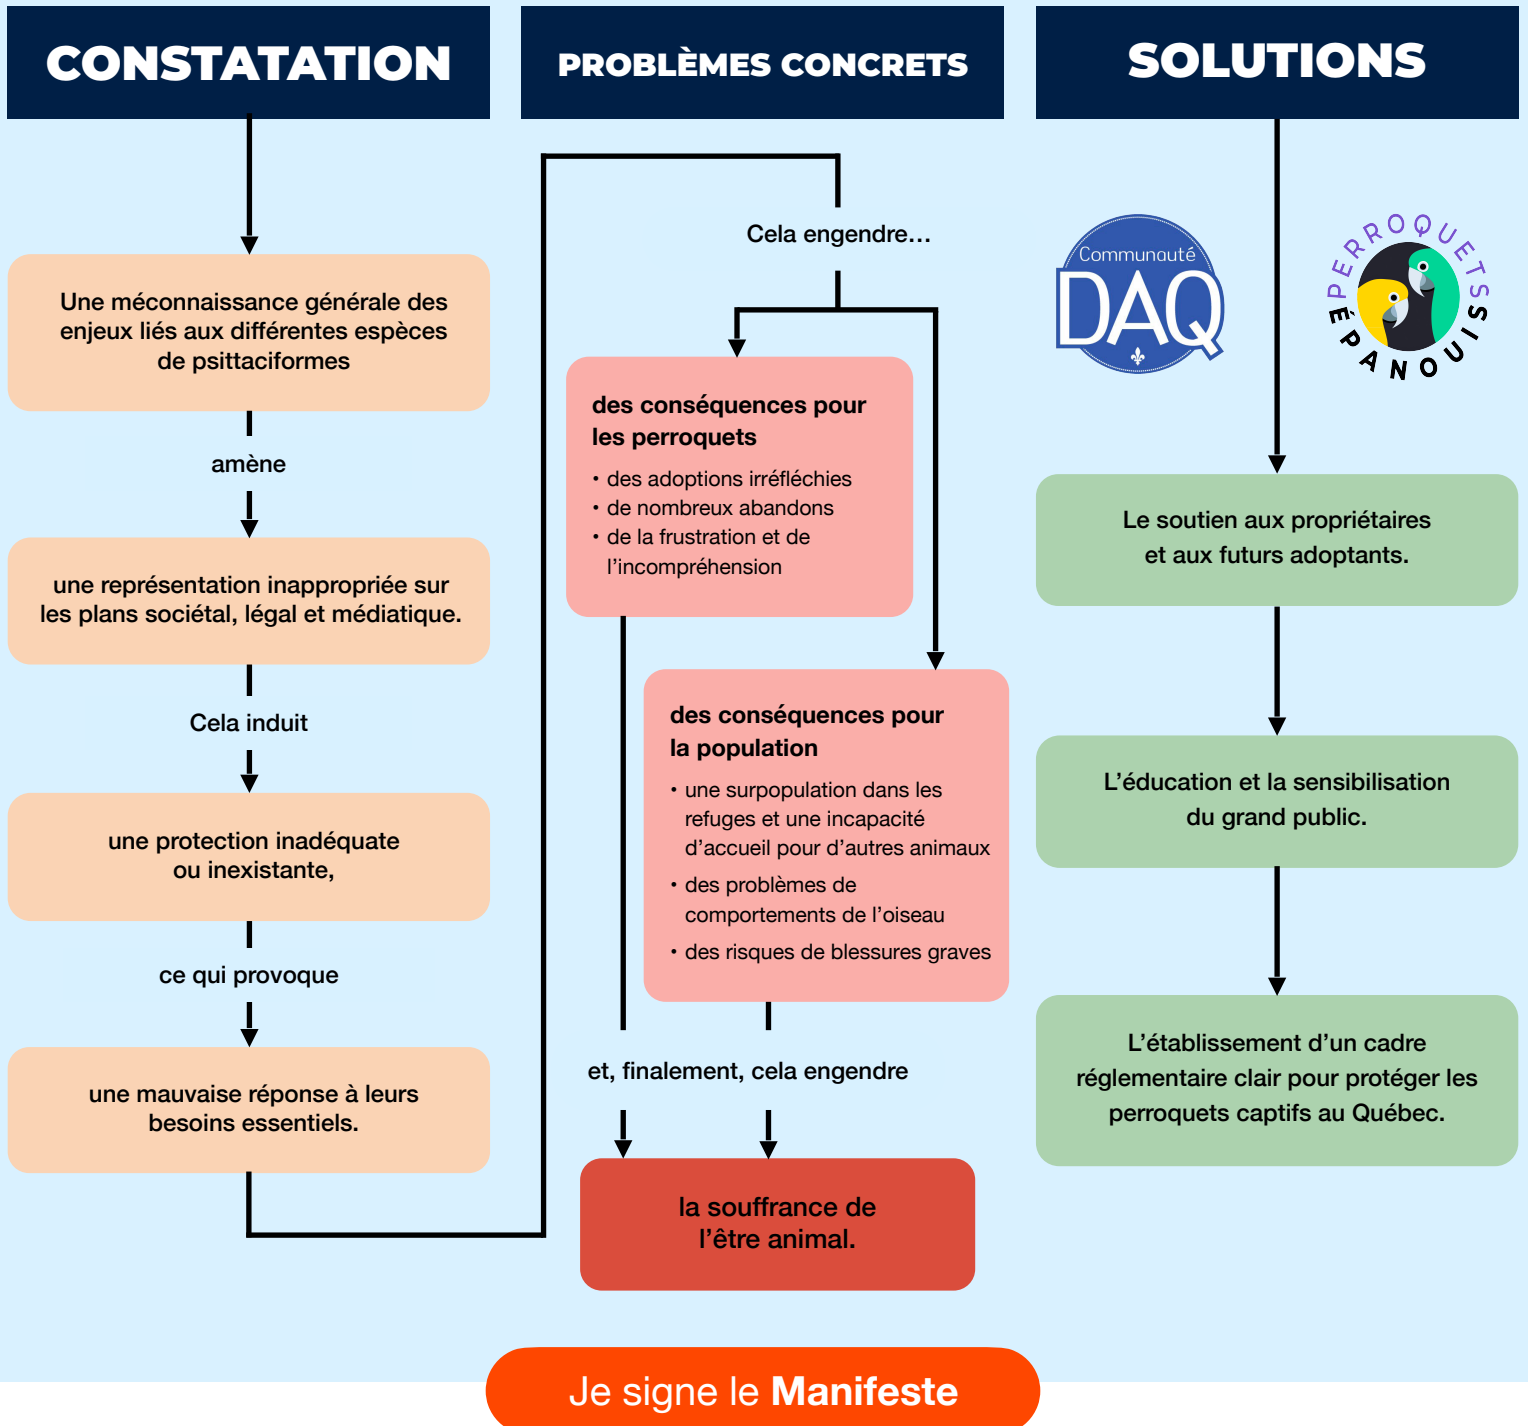 CONSTATATION
Une méconnaissance générale des
enjeux liés aux différentes espèces
de psittaciformes
amène
une représentation inappropriée sur
les plans sociétal, légal et médiatique.
Cela induit
une protection inadéquate
ou inexistante,
ce qui provoque
une mauvaise réponse à leurs
besoins essentiels.
PROBLÈMES CONCRETS
Cela engendre…
des conséquences pour
les perroquets
• des adoptions irréfléchies
• de nombreux abandons
• de la frustration et de
l’incompréhension
des conséquences pour
la population
• une surpopulation dans les
refuges et une incapacité
d’accueil pour d’autres animaux
• des problèmes de
comportements de l’oiseau
• des risques de blessures graves
et, finalement, cela engendre
la souffrance de
l’être animal.
SOLUTIONS
Communauté
DAQ
PERROQUETS
ÉPANOUIS
Le soutien aux propriétaires
et aux futurs adoptants.
L’éducation et la sensibilisation
du grand public.
L’établissement d’un cadre
réglementaire clair pour protéger les
perroquets captifs au Québec.
Je signe le Manifeste